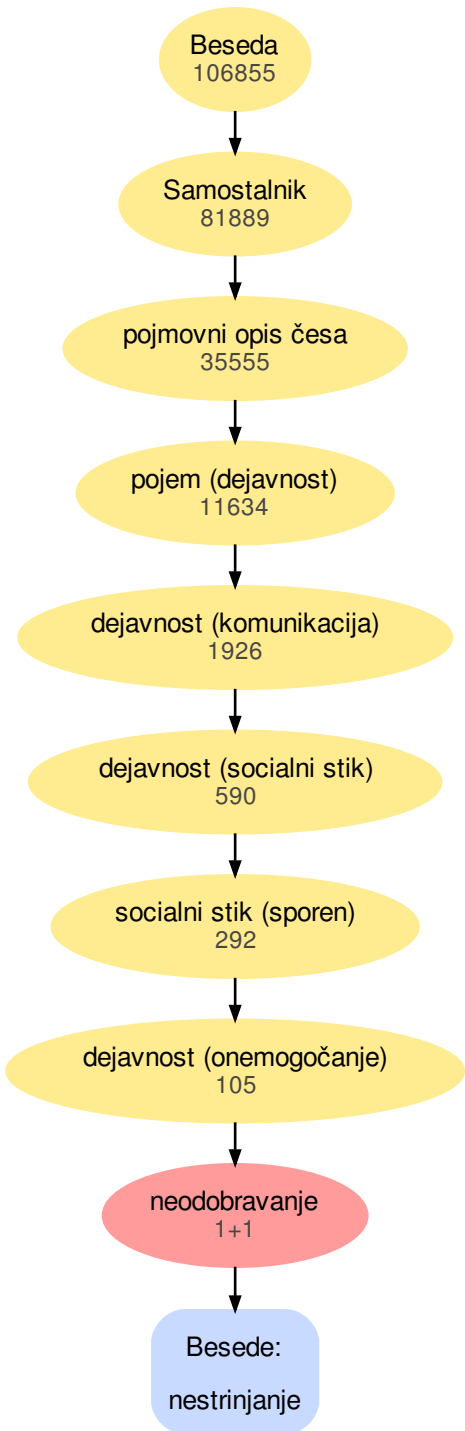 Beseda
106855
Samostalnik
81889
pojmovni opis česa
35555
pojem (dejavnost)
11634
dejavnost (komunikacija)
1926
dejavnost (socialni stik)
590
socialni stik (sporen)
292
dejavnost (onemogočanje)
105
neodobravanje
1+1
Besede:
nestrinjanje